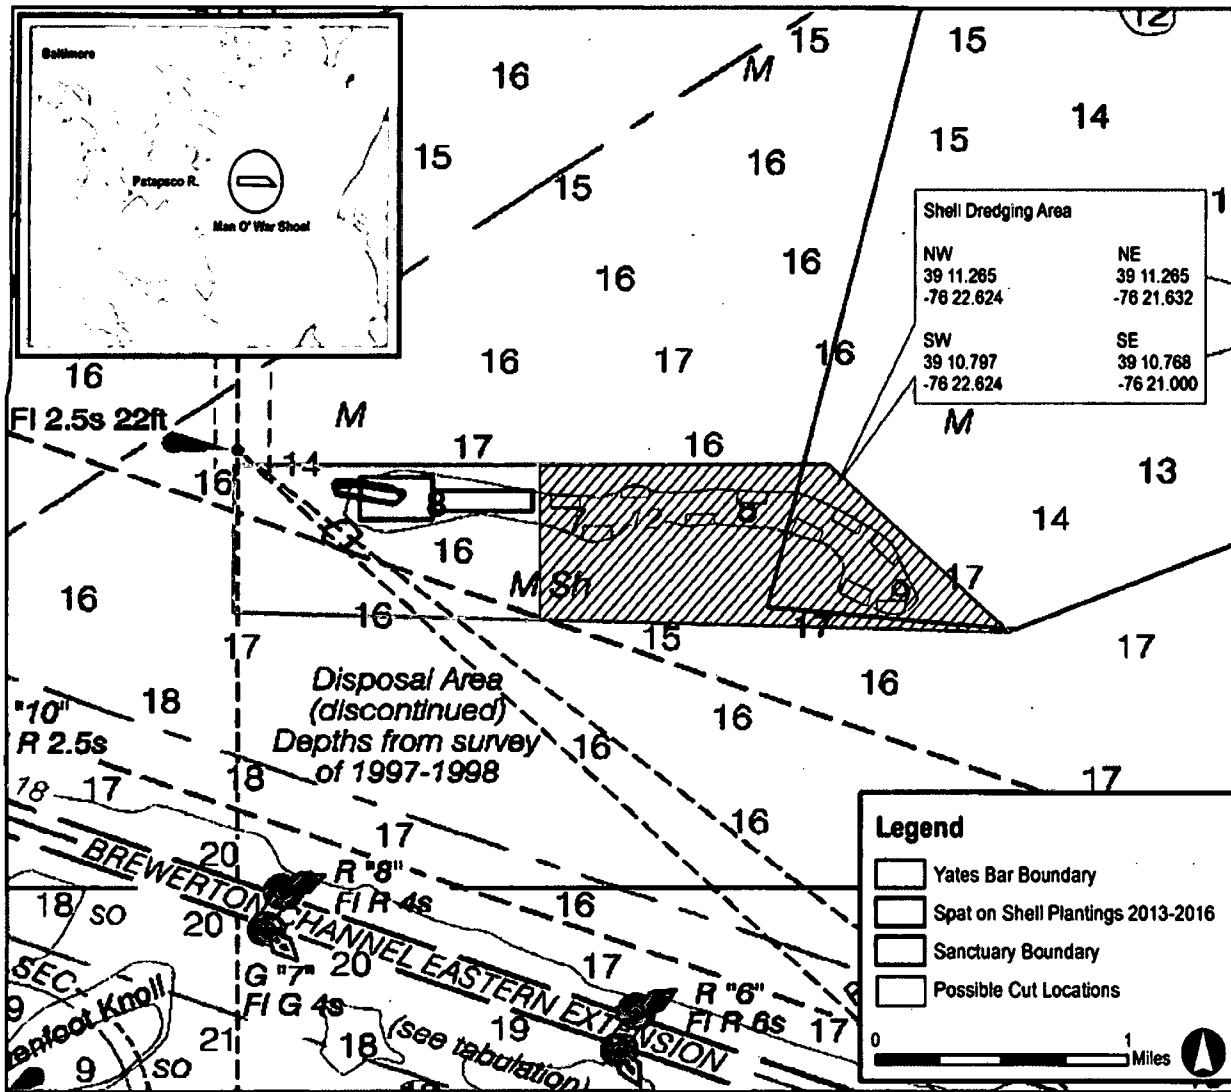 Baltimore
Patapsco R.
Man O' War Shoal
12
15
15
16
M
14
15
15
16
15
16
16
Shell Dredging Area
NW NE
39 11.265 39 11.265
-76 22.624 -76 21.632
SW SE
39 10.797 39 10.768
-76 22.624 -76 21.000
1
16
16
17
16
Fl 2.5s 22ft
M
17
16
M
13
16
14
14
16
M Sh
17
16
16
17
15
17
17
Disposal Area
(discontinued)
Depths from survey
of 1997-1998
16
16
16
"10"
R 2.5s
18
18
17
18
17
16
17
20
BREWERTON CHANNEL EASTERN EXTENSION
R "8"
Fl R 4s
16
18
so
20
G "7"
Fl G 4s
20
17
R "6"
Fl R 6s
17
SEC
9
enfoot Knoll
9
so
21
18
(see tabulation)
19
Legend
Yates Bar Boundary
Spat on Shell Plantings 2013-2016
Sanctuary Boundary
Possible Cut Locations
0 1
Miles